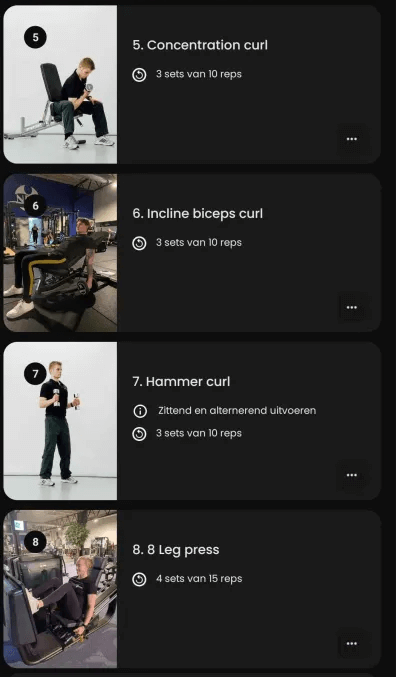 5
5. Concentration curl
3 sets van 10 reps
6
6. Incline biceps curl
3 sets van 10 reps
7
7. Hammer curl
Zittend en alternerend uitvoeren
3 sets van 10 reps
8
8. 8 Leg press
4 sets van 15 reps